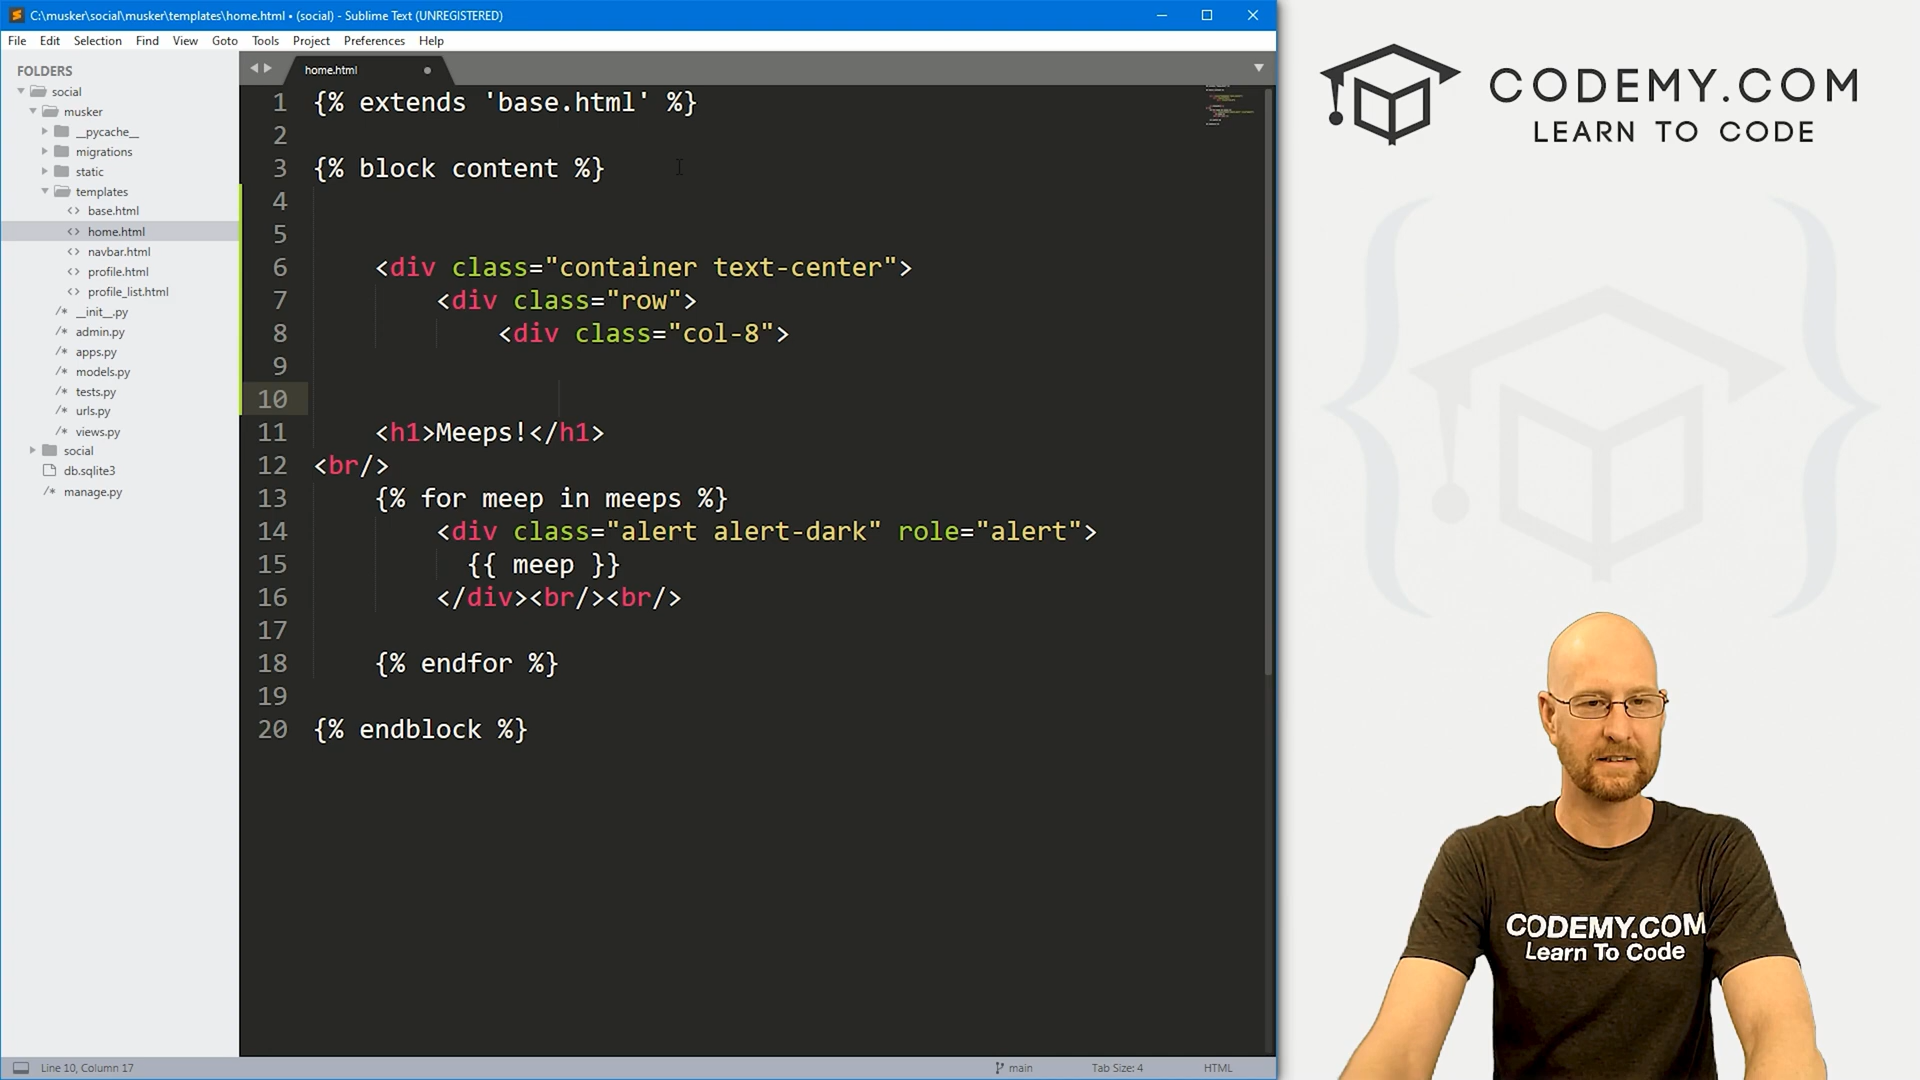 C:\musker\social\musker\templates\home.html • (social) - Sublime Text (UNREGISTERED)
File Edit Selection Find View Goto Tools Project Preferences Help
FOLDERS
social
musker
__pycache__
migrations
static
templates
base.html
home.html
navbar.html
profile.html
profile_list.html
__init__.py
admin.py
apps.py
models.py
tests.py
urls.py
views.py
social
db.sqlite3
manage.py
home.html
1 {% extends 'base.html' %}
2
3 {% block content %}
4
5
6 <div class="container text-center">
7 <div class="row">
8 <div class="col-8">
9
10
11 <h1>Meeps!</h1>
12 <br/>
13 {% for meep in meeps %}
14 <div class="alert alert-dark" role="alert">
15 {{ meep }}
16 </div><br/><br/>
17
18 {% endfor %}
19
20 {% endblock %}
Line 10, Column 17
main
Tab Size: 4
HTML
CODEMY.COM
LEARN TO CODE
CODEMY.COM
Learn To Code